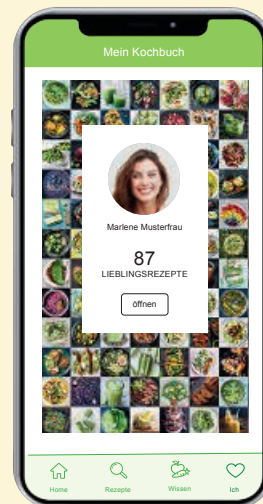 Mein Kochbuch
Marlene Musterfrau
87
LIEBLINGSREZEPTE
öffnen
Home Rezepte Wissen Ich